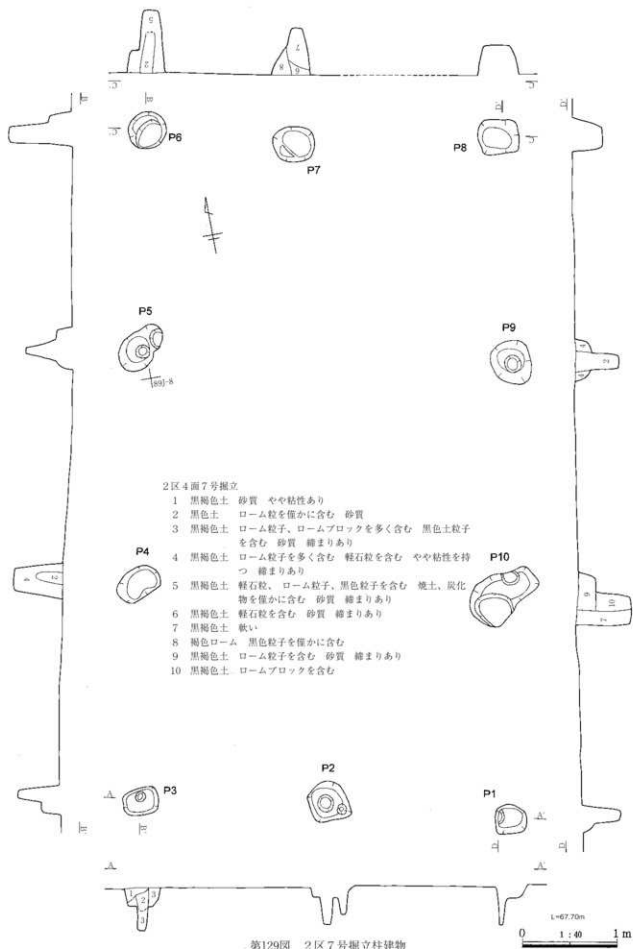 P6
P7
P8
P5
P9
891-8
2区4面7号掘立
1 黒褐色土 砂質 やや粘性あり
2 黒色土 ローム粒を僅かに含む 砂質
3 黒褐色土 ローム粒子、ロームブロックを多く含む 黒色土粒子
を含む 砂質 締まりあり
4 黒褐色土 ローム粒子を多く含む 軽石粒を含む やや粘性を持
つ 締まりあり
5 黒褐色土 軽石粒、ローム粒子、黒色粒子を含む 焼土、炭化
物を僅かに含む 砂質 締まりあり
6 黒褐色土 軽石粒を含む 砂質 締まりあり
7 黒褐色土 軟い
8 褐色ローム 黒色粒子を僅かに含む
9 黒褐色土 ローム粒子を含む 砂質 締まりあり
10 黒褐色土 ロームブロックを含む
P4
P10
P3
P2
P1
L=67.70m
0 1:40 1m
第129図 2区7号掘立柱建物